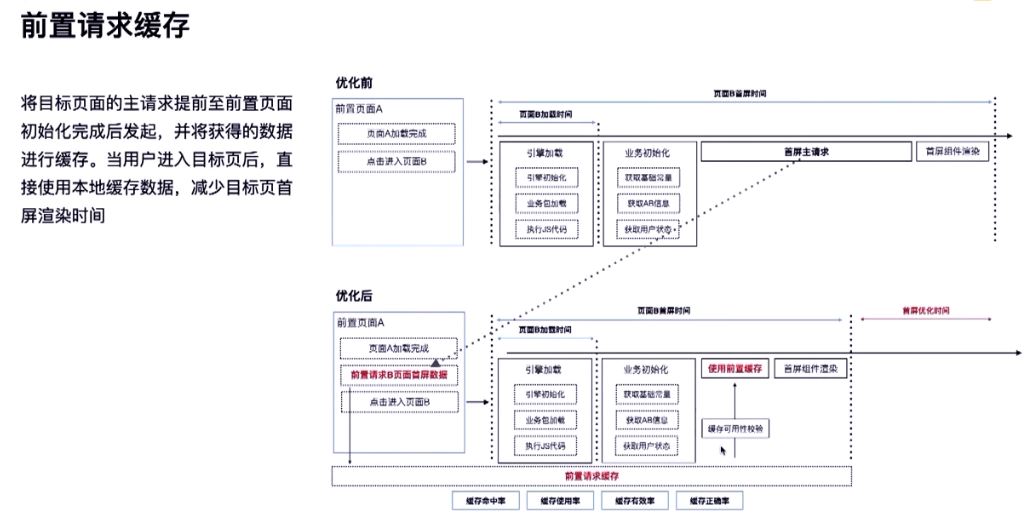 前置请求缓存
将目标页面的主请求提前至前置页面
初始化完成后发起，并将获得的数据
进行缓存。当用户进入目标页后，直
接使用本地缓存数据，减少目标页首
屏渲染时间
优化前
前置页面A
页面A加载完成
点击进入页面B
页面B首屏时间
页面B加载时间
引擎加载
引擎初始化
业务包加载
执行JS代码
业务初始化
获取基础常量
获取AB信息
获取用户状态
首屏主请求
首屏组件渲染
优化后
前置页面A
页面A加载完成
前置请求B页面首屏数据
点击进入页面B
页面B首屏时间
首屏优化时间
页面B加载时间
引擎加载
引擎初始化
业务包加载
执行JS代码
业务初始化
获取基础常量
获取AB信息
获取用户状态
使用前置缓存
首屏组件渲染
缓存可用性校验
前置请求缓存
缓存命中率
缓存使用率
缓存有效率
缓存正确率